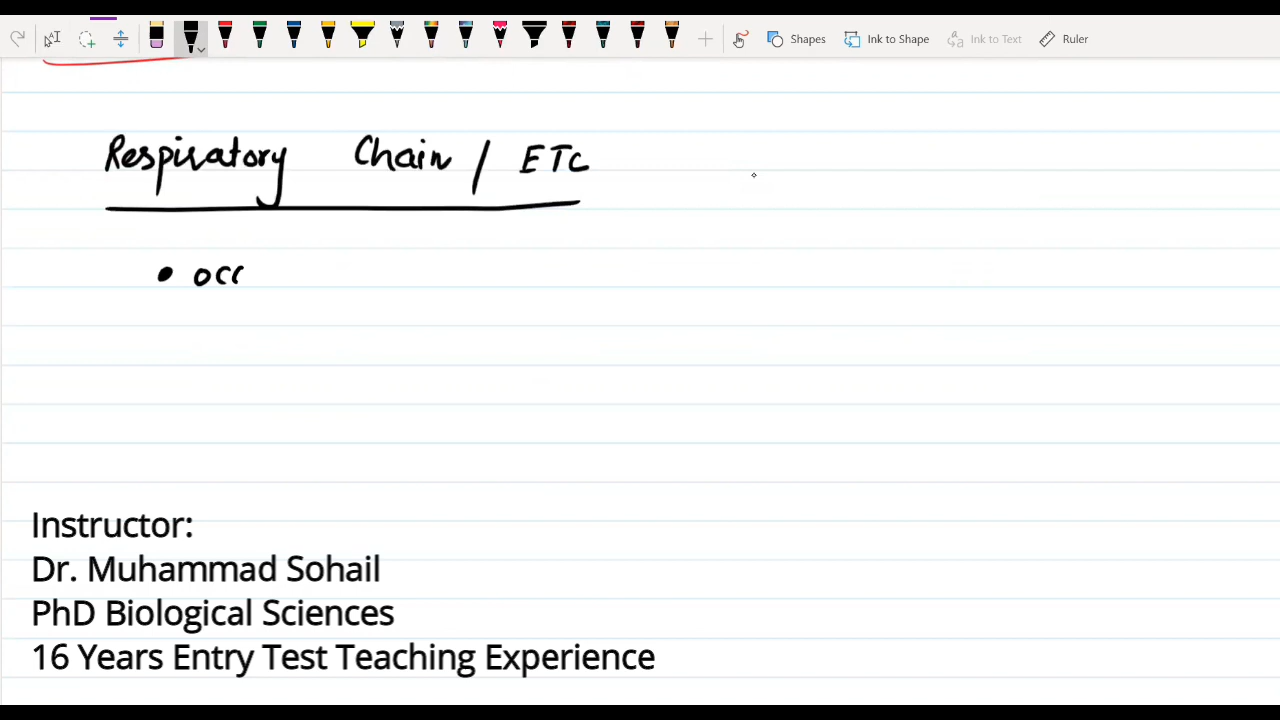 Shapes Ink to Shape Ink to Text Ruler
Respiratory Chain / ETC
• occ
Instructor:
Dr. Muhammad Sohail
PhD Biological Sciences
16 Years Entry Test Teaching Experience